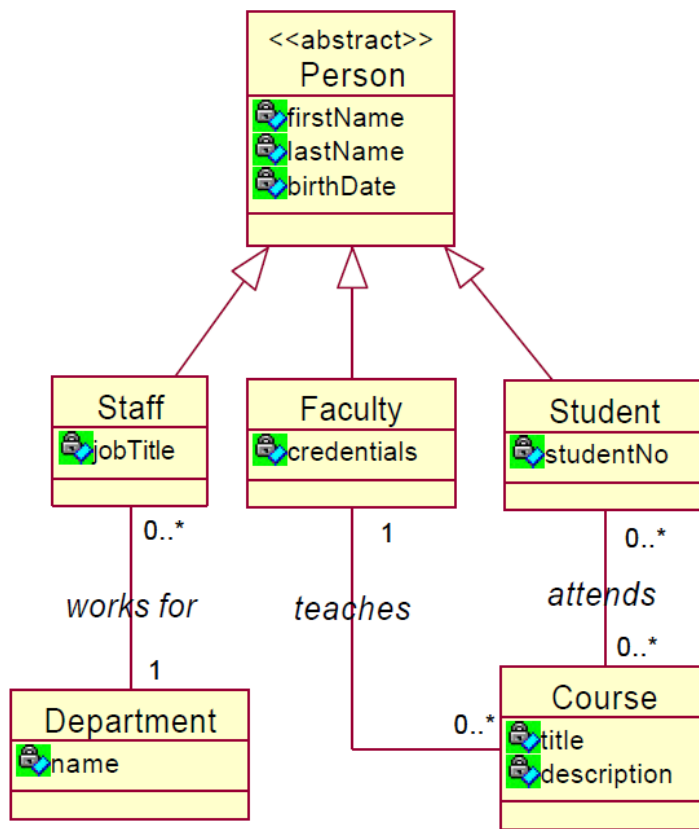 <<abstract>>
Person
firstName
lastName
birthDate
Staff
jobTitle
Faculty
credentials
Student
studentNo
0..*
1
0..*
works for
teaches
attends
1
0..*
0..*
Department
name
Course
title
description